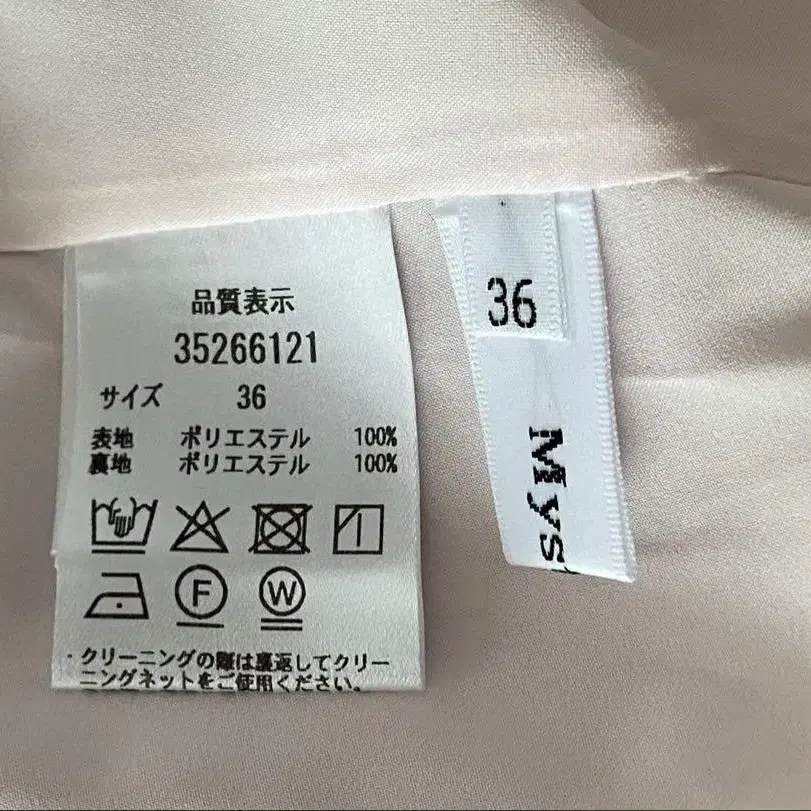 品質表示
35266121
サイズ 36
表地 ポリエステル 100%
裏地 ポリエステル 100%
F
W
・クリーニングの際は裏返してクリー
ニングネットをご使用ください。
36
Mys